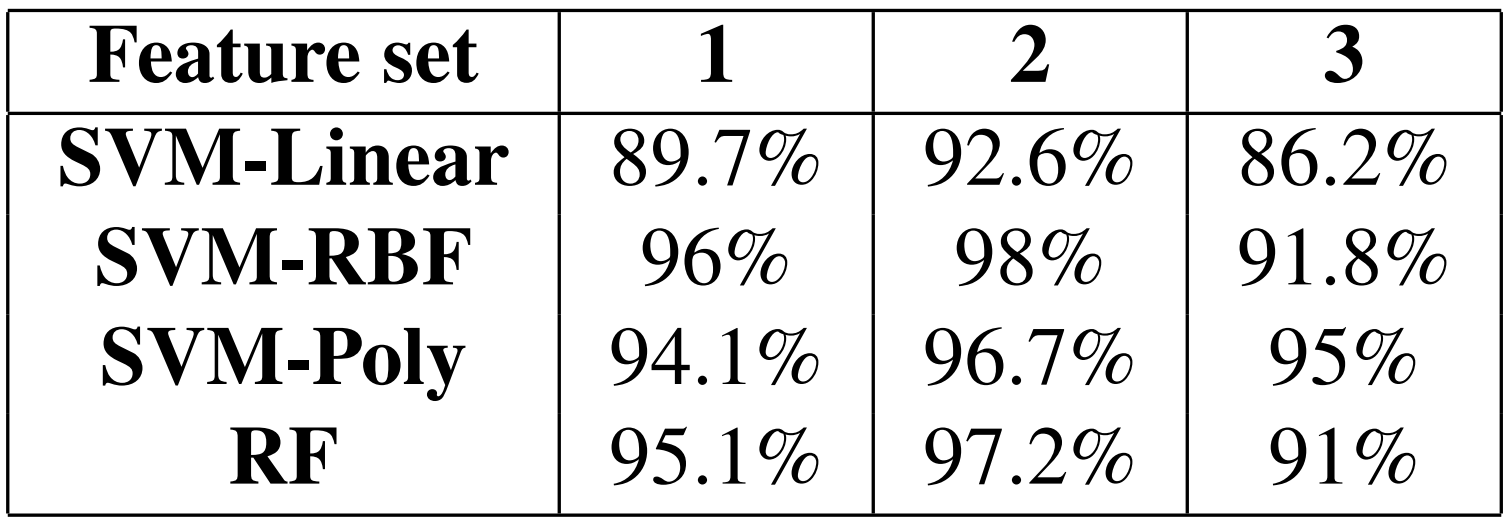 Feature set 1 2 3
SVM-Linear 89.7% 92.6% 86.2%
SVM-RBF 96% 98% 91.8%
SVM-Poly 94.1% 96.7% 95%
RF 95.1% 97.2% 91%